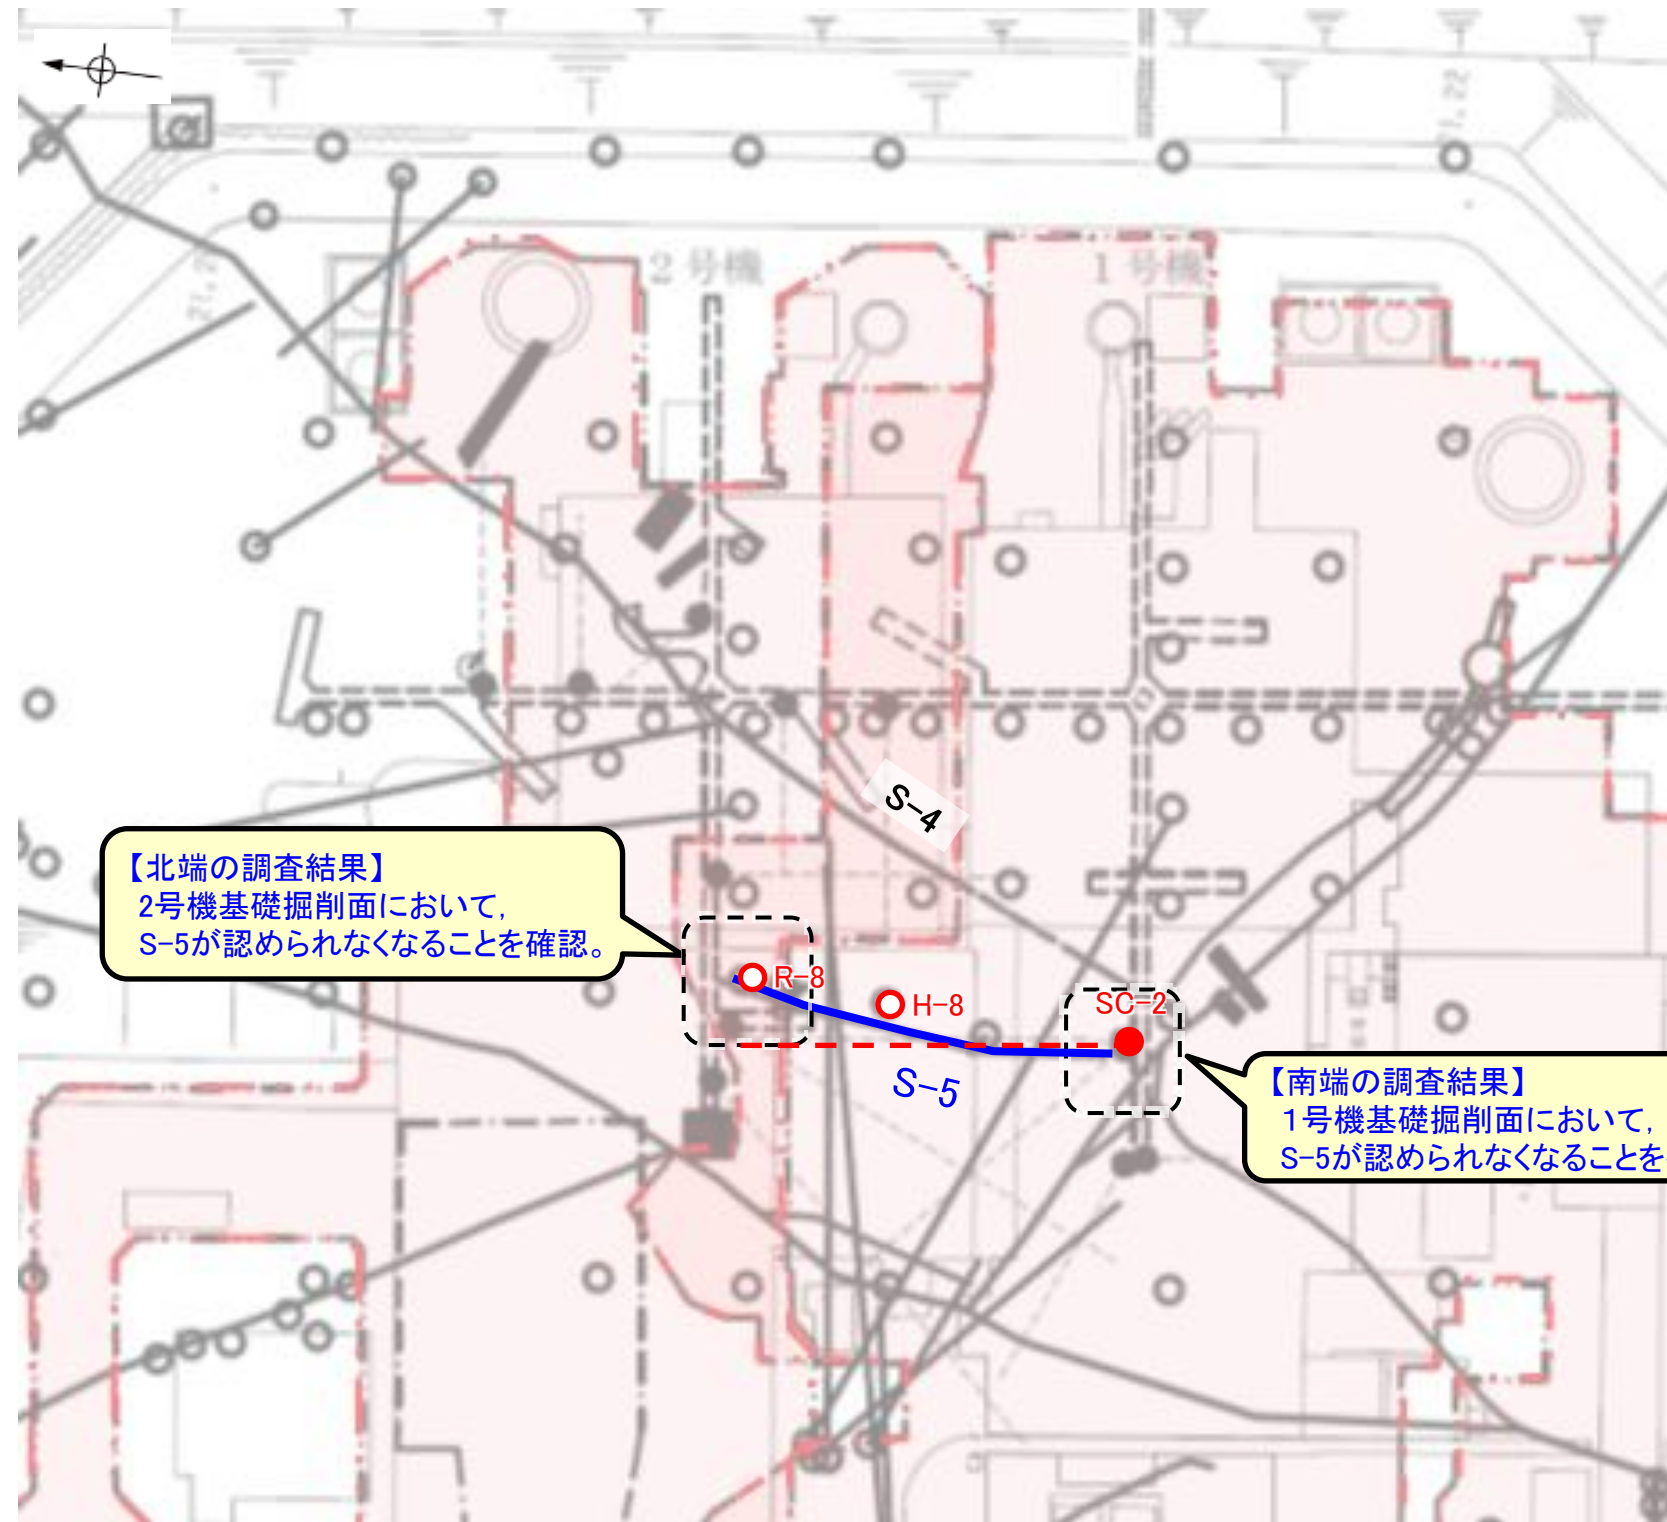 21,22
2号機
1号機
S-4
【北端の調査結果】
2号機基礎掘削面において,
S-5が認められなくなることを確認。
R-8
H-8
SC-2
S-5
【南端の調査結果】
1号機基礎掘削面において,
S-5が認められなくなることを